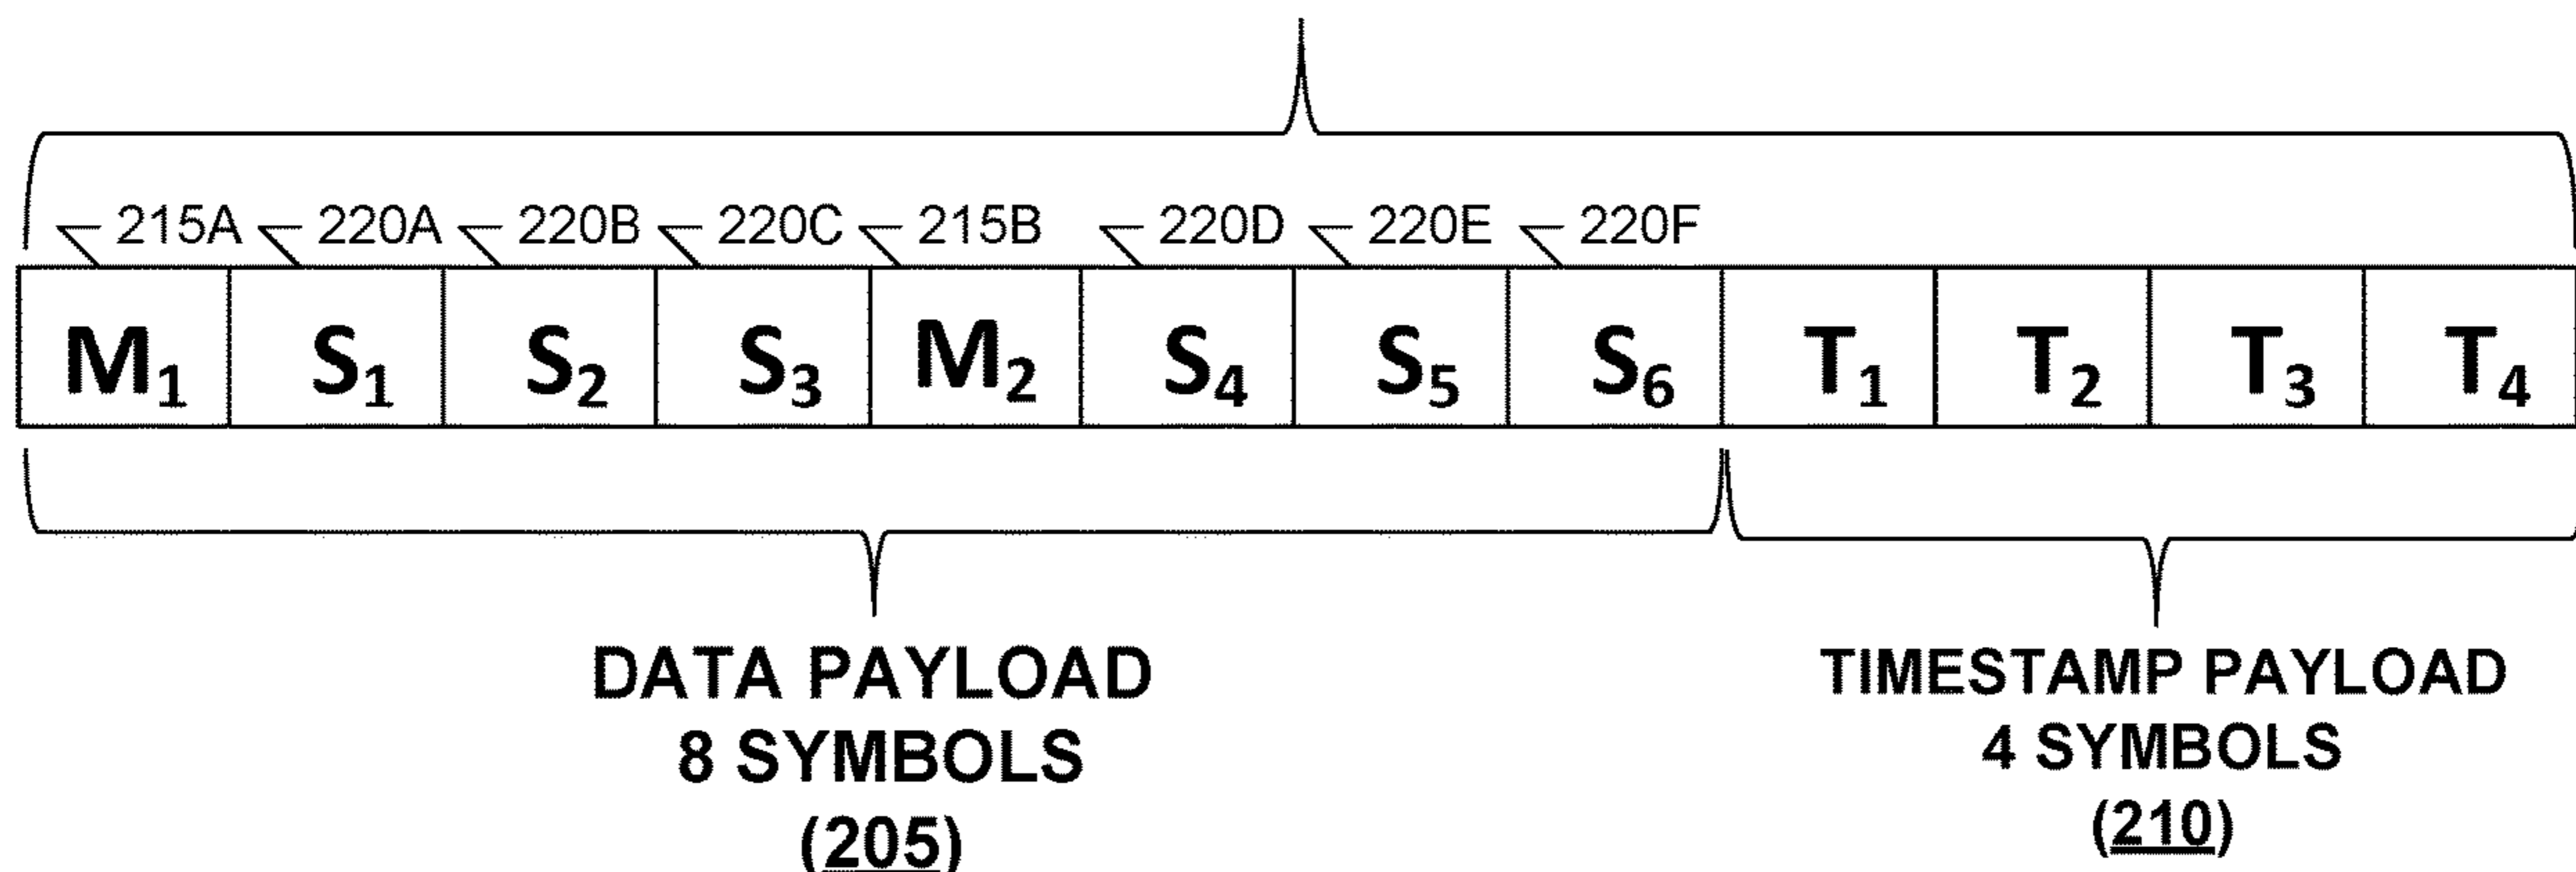 215A 220A 220B 220C 215B 220D 220E 220F
M₁ S₁ S₂ S₃ M₂ S₄ S₅ S₆ T₁ T₂ T₃ T₄
DATA PAYLOAD
8 SYMBOLS
(205)
TIMESTAMP PAYLOAD
4 SYMBOLS
(210)